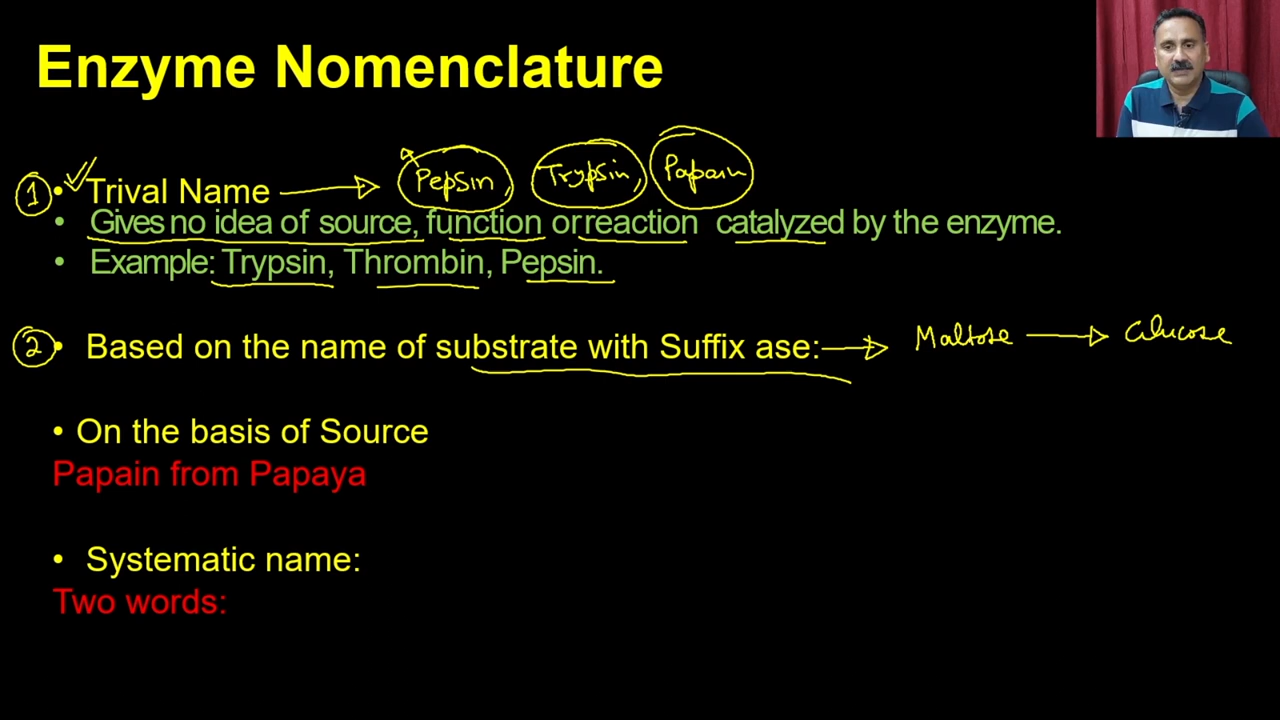 Enzyme Nomenclature
1 • Trival Name Pepsin, Trypsin, Papain
• Gives no idea of source, function or reaction catalyzed by the enzyme.
• Example: Trypsin, Thrombin, Pepsin.
2 • Based on the name of substrate with Suffix ase: Maltose Glucose
• On the basis of Source
Papain from Papaya
• Systematic name:
Two words: